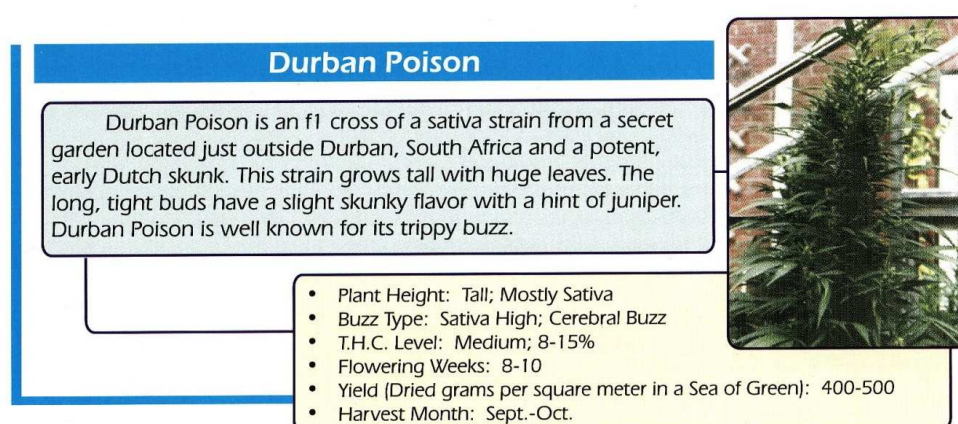 Durban Poison
Durban Poison is an f1 cross of a sativa strain from a secret
garden located just outside Durban, South Africa and a potent,
early Dutch skunk. This strain grows tall with huge leaves. The
long, tight buds have a slight skunky flavor with a hint of juniper.
Durban Poison is well known for its trippy buzz.
• Plant Height: Tall; Mostly Sativa
• Buzz Type: Sativa High; Cerebral Buzz
• T.H.C. Level: Medium; 8-15%
• Flowering Weeks: 8-10
• Yield (Dried grams per square meter in a Sea of Green): 400-500
• Harvest Month: Sept.-Oct.